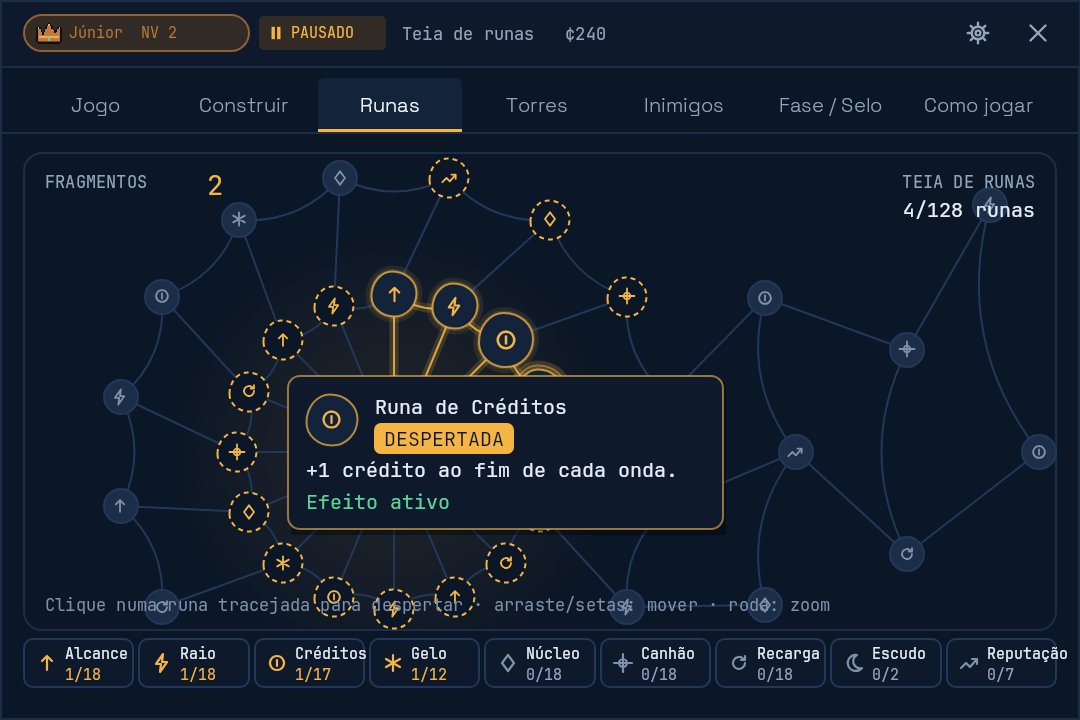 Júnior NV 2
PAUSADO
Teia de runas
¢240
Jogo
Construir
Runas
Torres
Inimigos
Fase / Selo
Como jogar
FRAGMENTOS 2
TEIA DE RUNAS
4/128 runas
Runa de Créditos
DESPERTADA
+1 crédito ao fim de cada onda.
Efeito ativo
Clique numa runa tracejada para despertar · arraste/setas: mover · roda: zoom
Alcance
1/18
Raio
1/18
Créditos
1/17
Gelo
1/12
Núcleo
0/18
Canhão
0/18
Recarga
0/18
Escudo
0/2
Reputação
0/7